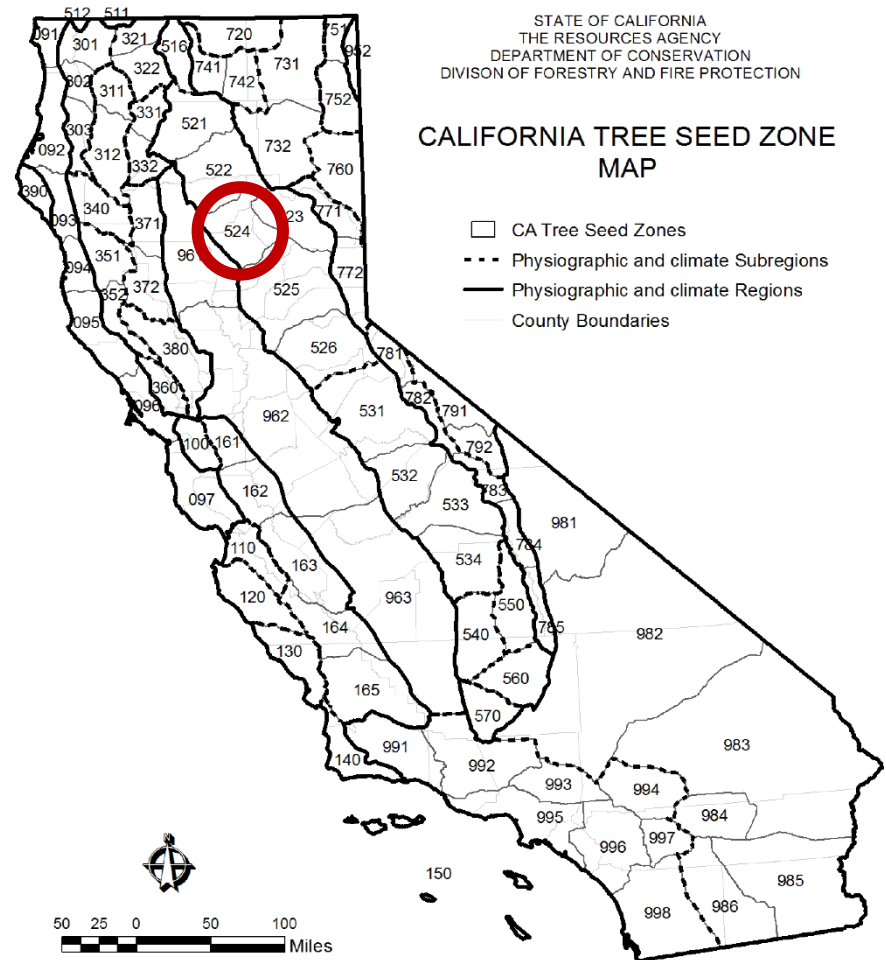 STATE OF CALIFORNIA
THE RESOURCES AGENCY
DEPARTMENT OF CONSERVATION
DIVISON OF FORESTRY AND FIRE PROTECTION
CALIFORNIA TREE SEED ZONE
MAP
CA Tree Seed Zones
Physiographic and climate Subregions
Physiographic and climate Regions
County Boundaries
512 511
091 301 321 516 720 751 952
322 741 742 731
302 311 752
303 331 521
092 312 332 522 732 760
390 340 371 524 23 771
093 351 96 772
094 352 372 525
095 380 526 781
360 782 791
096 962 531 792
100 161
097 162 532 533 783 981
110 163 534 784
120 164 963 550 982
130 540 785
165 560
570
140 991 992 993 994 983
995 996 997 984
150 998 986 985
N
50 0 50 100
Miles